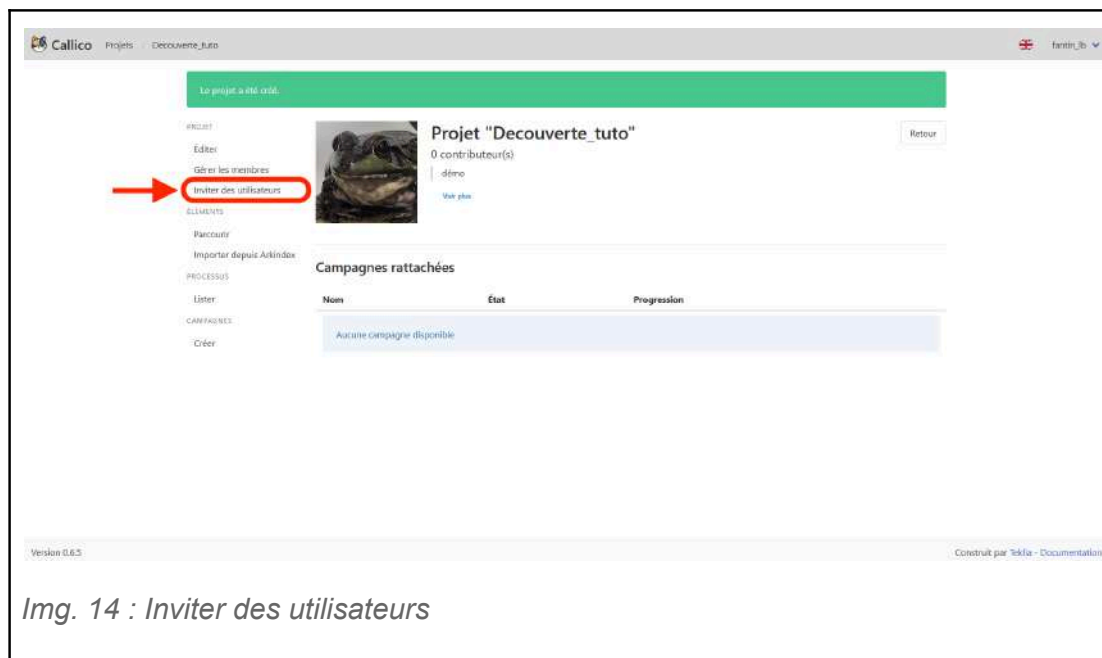 Callico Projets / Decouverte_tuto fantin_lb
Le projet a été créé.
PROJET
Éditer
Gérer les membres
Inviter des utilisateurs
ÉLÉMENTS
Parcourir
Importer depuis Arkindex
PROCESSUS
Lister
CAMPAGNES
Créer
Projet "Decouverte_tuto"
0 contributeur(s)
démo
Voir plus
Retour
Campagnes rattachées
Nom État Progression
Aucune campagne disponible
Version 0.6.5
Construit par Teklia - Documentation
Img. 14 : Inviter des utilisateurs